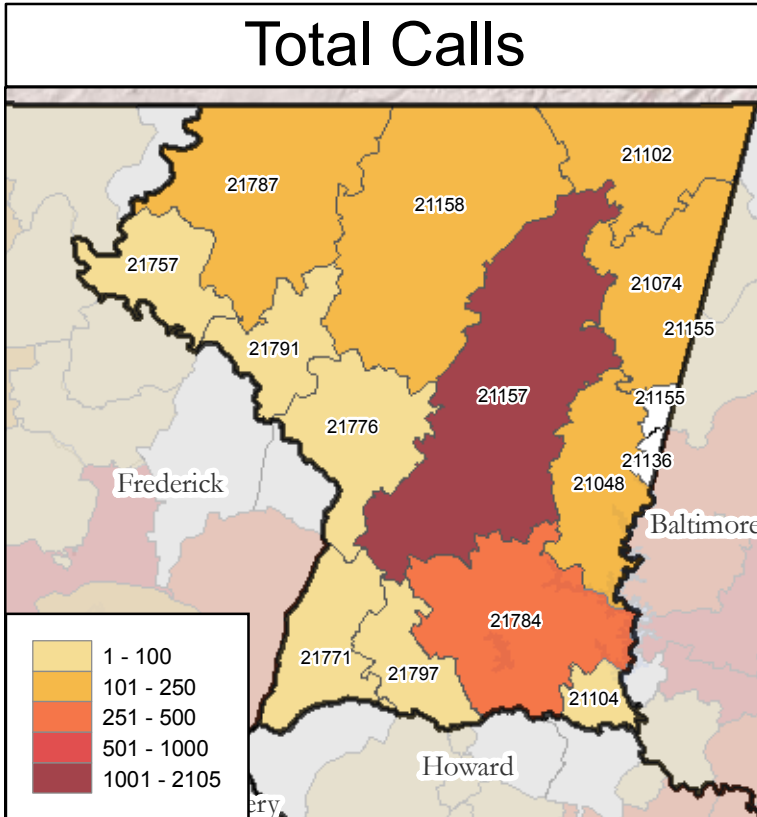 Total Calls
21102
21787
21158
21757
21074
21155
21791
21157
21155
21776
21136
Frederick
21048
Baltimore
21784
1 - 100
21771
21797
21104
101 - 250
251 - 500
501 - 1000
Howard
1001 - 2105
ery